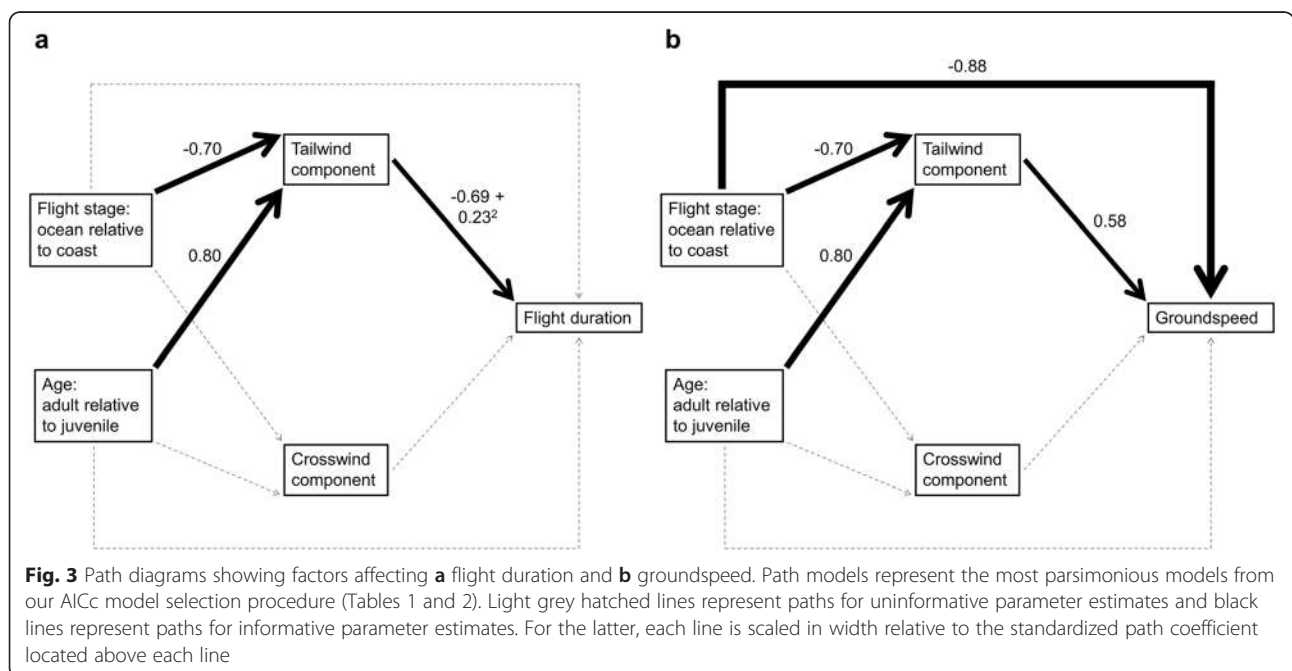 a
-0.70
Tailwind
component
Flight stage:
ocean relative
to coast
-0.69 +
0.23²
0.80
Flight duration
Age:
adult relative
to juvenile
Crosswind
component
b
-0.88
-0.70
Tailwind
component
Flight stage:
ocean relative
to coast
0.58
0.80
Groundspeed
Age:
adult relative
to juvenile
Crosswind
component
Fig. 3 Path diagrams showing factors affecting a flight duration and b groundspeed. Path models represent the most parsimonious models from
our AICc model selection procedure (Tables 1 and 2). Light grey hatched lines represent paths for uninformative parameter estimates and black
lines represent paths for informative parameter estimates. For the latter, each line is scaled in width relative to the standardized path coefficient
located above each line